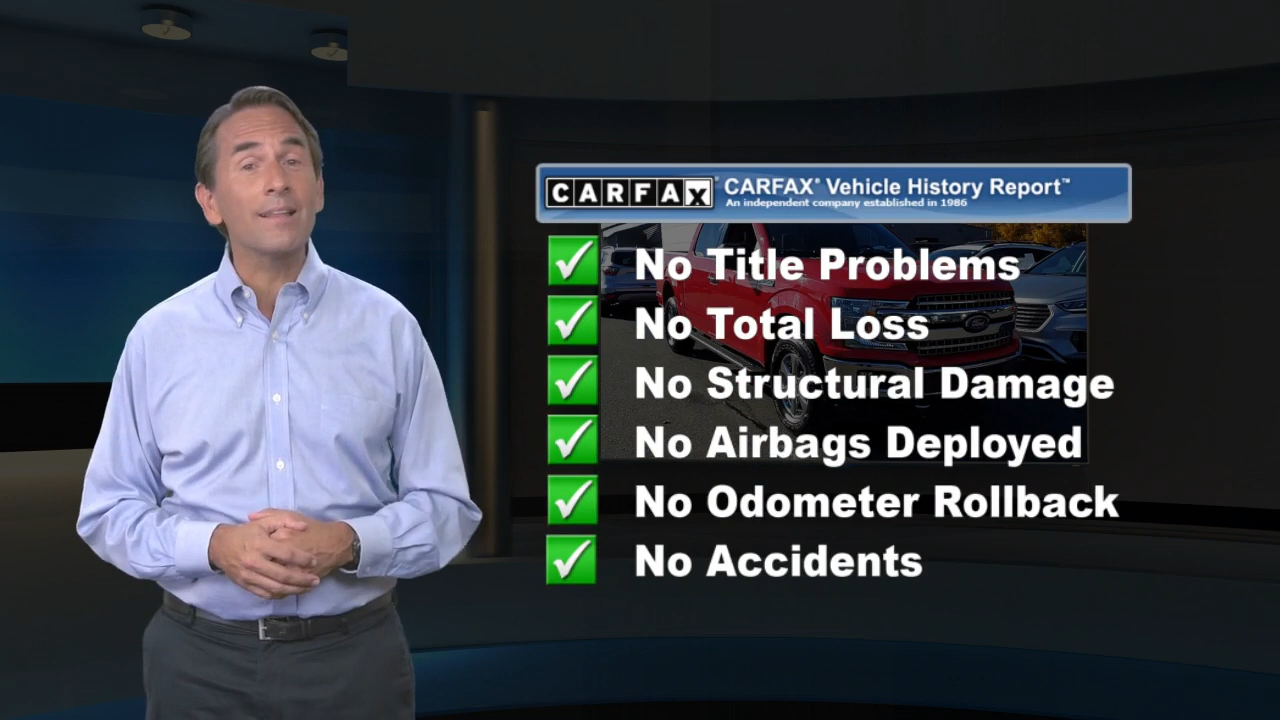 CARFAX® CARFAX® Vehicle History Report™
An independent company established in 1986
No Title Problems
No Total Loss
No Structural Damage
No Airbags Deployed
No Odometer Rollback
No Accidents